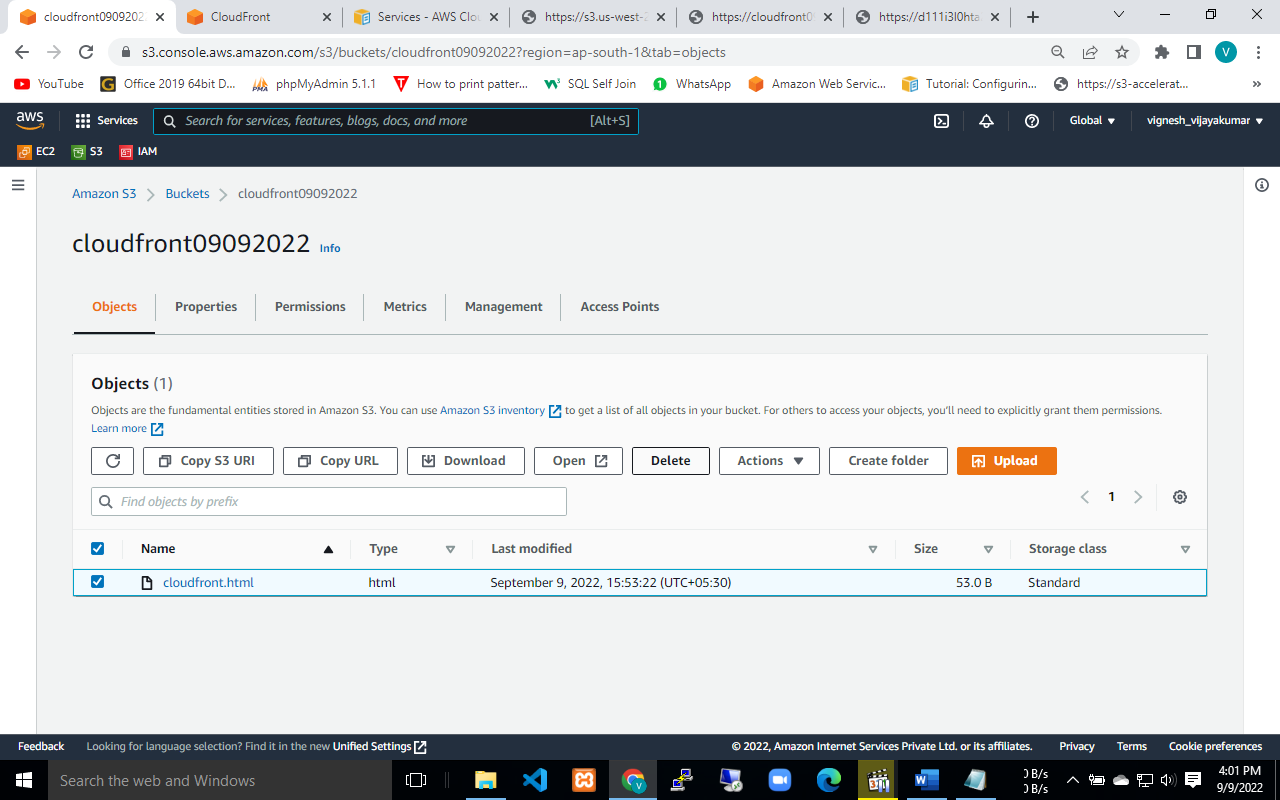 cloudfront0909202
CloudFront
Services - AWS Clou
https://s3.us-west-2
https://cloudfront09
https://d111i3l0hta
s3.console.aws.amazon.com/s3/buckets/cloudfront09092022?region=ap-south-1&tab=objects
V
YouTube
Office 2019 64bit D...
phpMyAdmin 5.1.1
How to print patter...
SQL Self Join
WhatsApp
Amazon Web Servic...
Tutorial: Configurin...
https://s3-accelerat...
aws
Services
Search for services, features, blogs, docs, and more
[Alt+S]
Global
vignesh_vijayakumar
EC2
S3
IAM
Amazon S3
Buckets
cloudfront09092022
cloudfront09092022 Info
Objects
Properties
Permissions
Metrics
Management
Access Points
Objects (1)
Objects are the fundamental entities stored in Amazon S3. You can use Amazon S3 inventory to get a list of all objects in your bucket. For others to access your objects, you'll need to explicitly grant them permissions.
Learn more
Copy S3 URI
Copy URL
Download
Open
Delete
Actions
Create folder
Upload
Find objects by prefix
1
Name
Type
Last modified
Size
Storage class
cloudfront.html
html
September 9, 2022, 15:53:22 (UTC+05:30)
53.0 B
Standard
Feedback
Looking for language selection? Find it in the new Unified Settings
© 2022, Amazon Internet Services Private Ltd. or its affiliates.
Privacy
Terms
Cookie preferences
Search the web and Windows
0 B/s
0 B/s
4:01 PM
9/9/2022